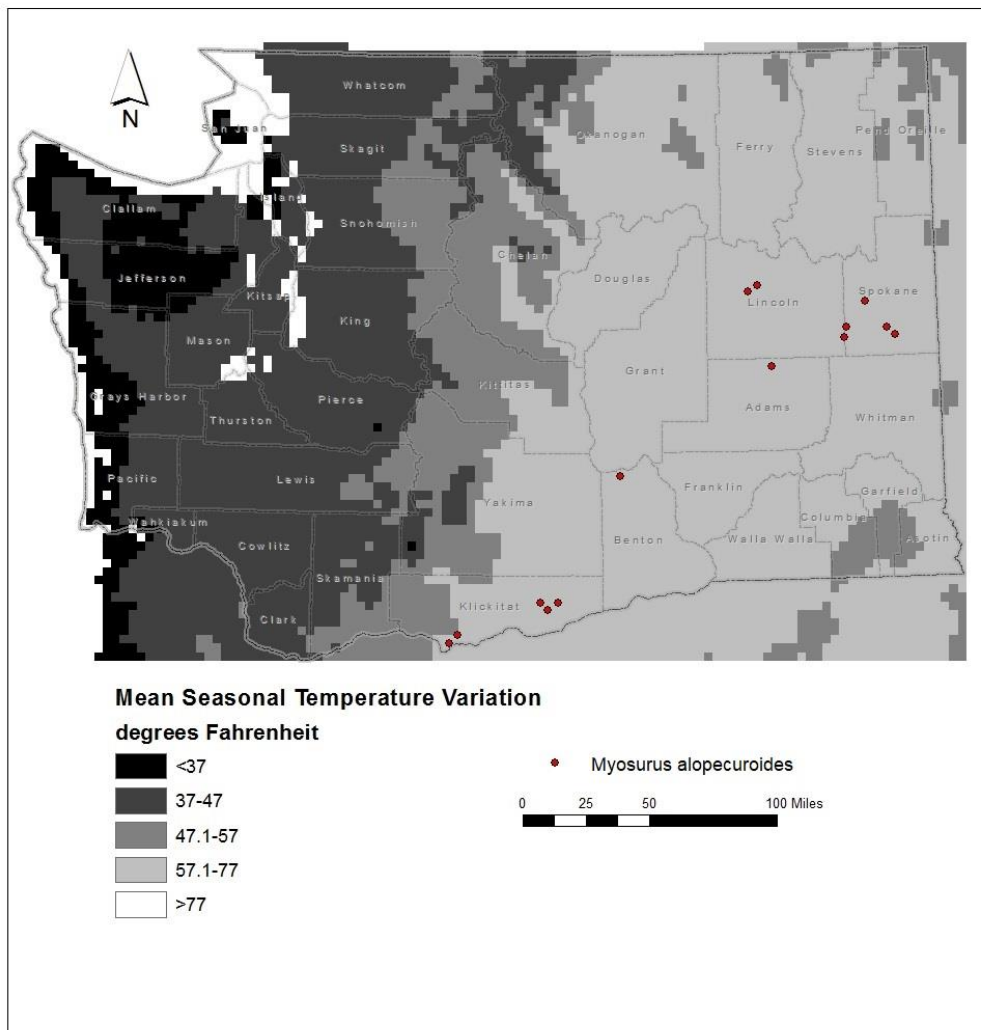 Whatcom
San Juan
Skagit
Okanogan
Ferry
Stevens
Pend Oreille
Island
Clallam
Snohomish
Chelan
Jefferson
Kitsap
Douglas
Lincoln
Spokane
King
Mason
Grant
Kittitas
Grays Harbor
Pierce
Adams
Whitman
Thurston
Pacific
Lewis
Yakima
Franklin
Garfield
Wahkiakum
Columbia
Cowlitz
Benton
Walla Walla
Asotin
Skamania
Klickitat
Clark
N
Mean Seasonal Temperature Variation
degrees Fahrenheit
<37
37-47
47.1-57
57.1-77
>77
Myosurus alopecuroides
0 25 50 100 Miles